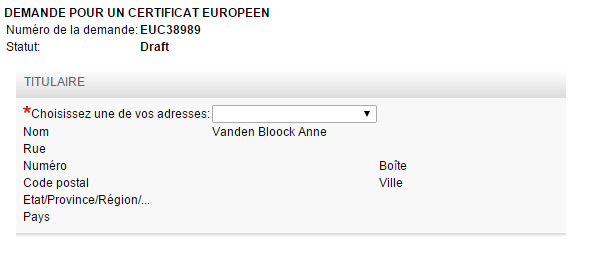 DEMANDE POUR UN CERTIFICAT EUROPEEN
Numéro de la demande: EUC38989
Statut: Draft
TITULAIRE
*Choisissez une de vos adresses:
Nom Vanden Bloock Anne
Rue
Numéro Boîte
Code postal Ville
Etat/Province/Région/...
Pays